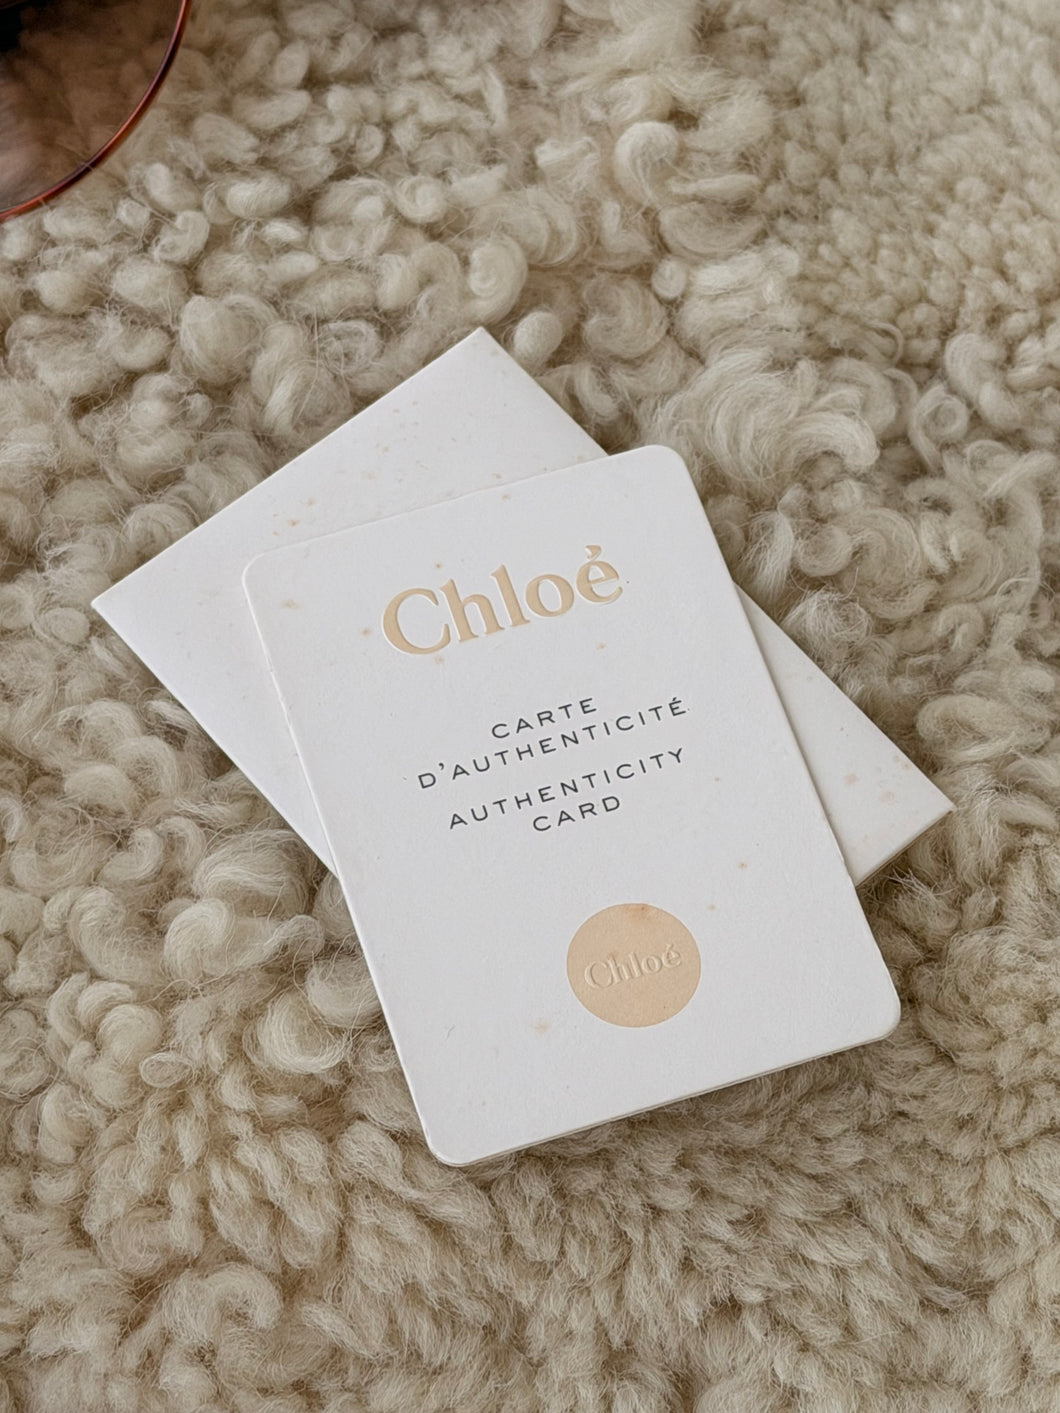 Chloé
CARTE
D'AUTHENTICITÉ
AUTHENTICITY
CARD
Chloé